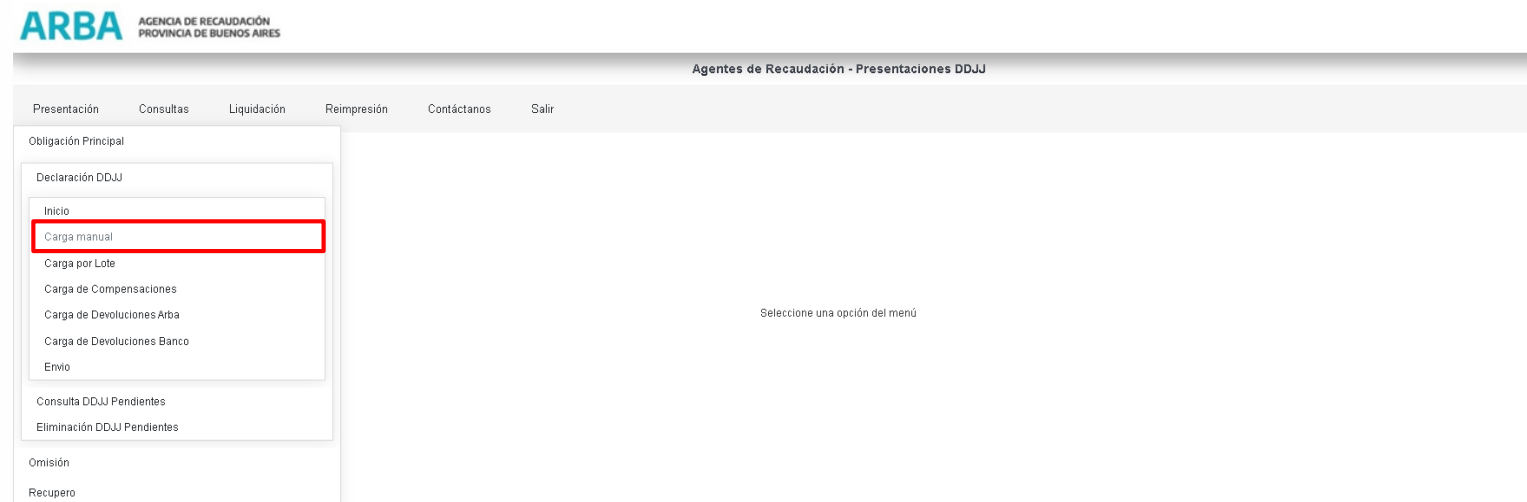 ARBA AGENCIA DE RECAUDACIÓN
PROVINCIA DE BUENOS AIRES
Agentes de Recaudación - Presentaciones DDJJ
Presentación Consultas Liquidación Reimpresión Contáctanos Salir
Obligación Principal
Declaración DDJJ
Inicio
Carga manual
Carga por Lote
Carga de Compensaciones
Carga de Devoluciones Arba
Carga de Devoluciones Banco
Envio
Consulta DDJJ Pendientes
Eliminación DDJJ Pendientes
Omisión
Recupero
Seleccione una opción del menú